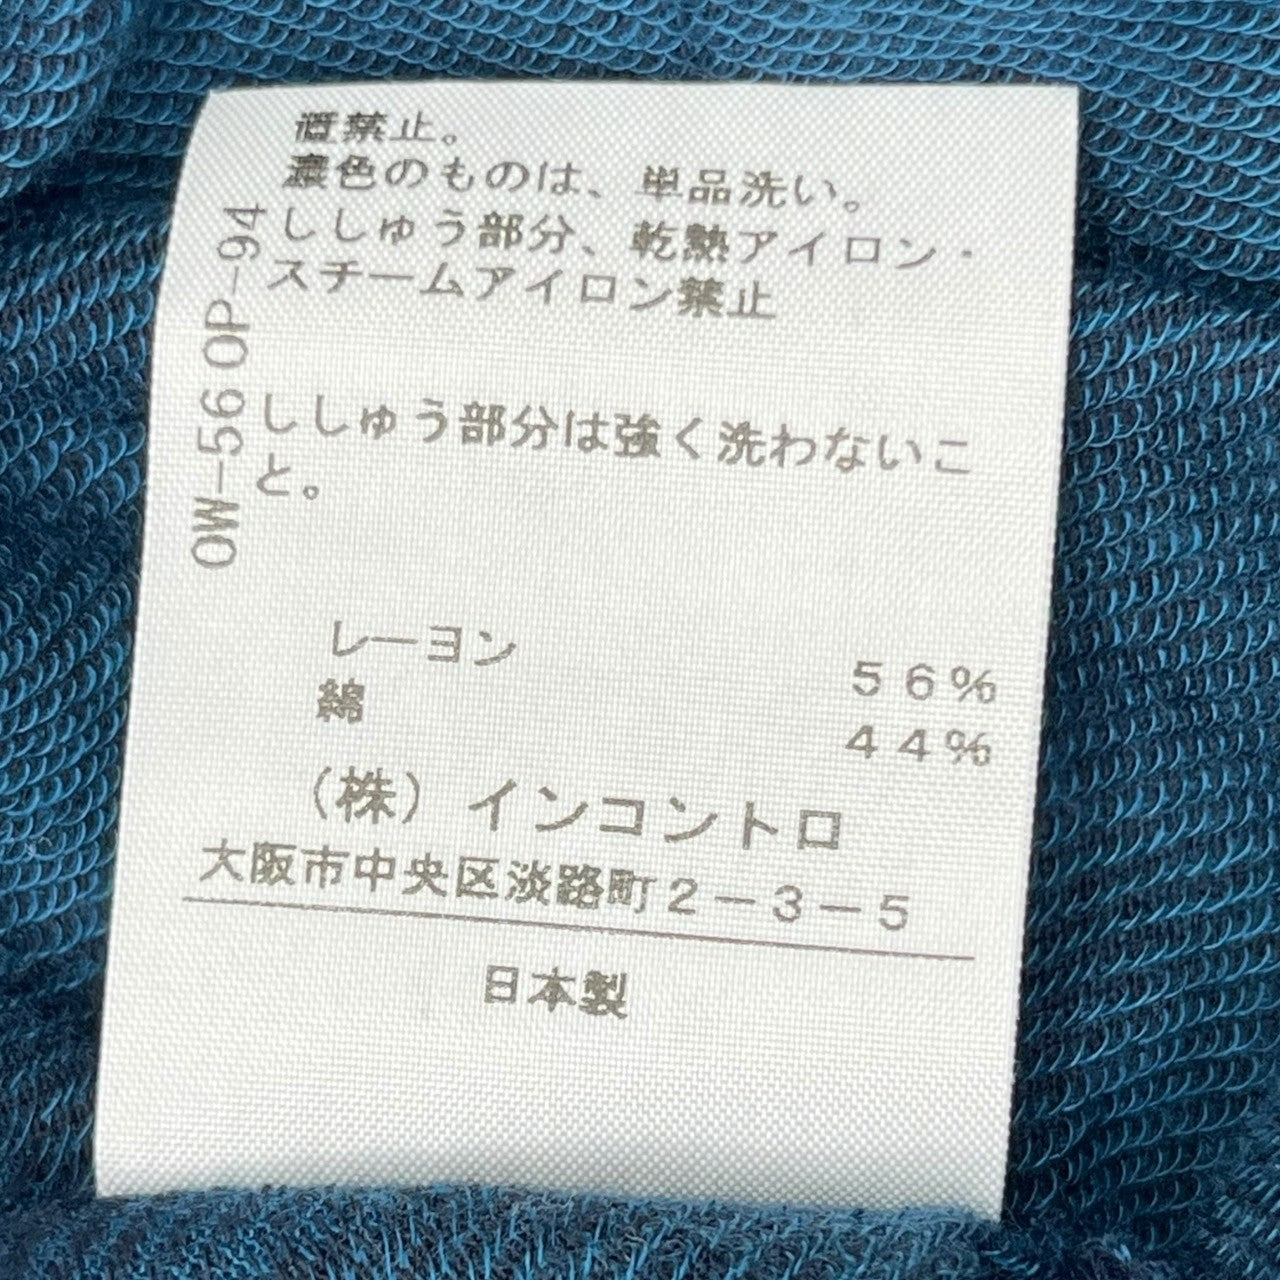 置禁止。
濃色のものは、単品洗い。
ししゅう部分、乾熱アイロン・
スチームアイロン禁止
ししゅう部分は強く洗わないこ
と。
OW-56 OP-94
レーヨン 56%
綿 44%
(株)インコントロ
大阪市中央区淡路町2-3-5
日本製